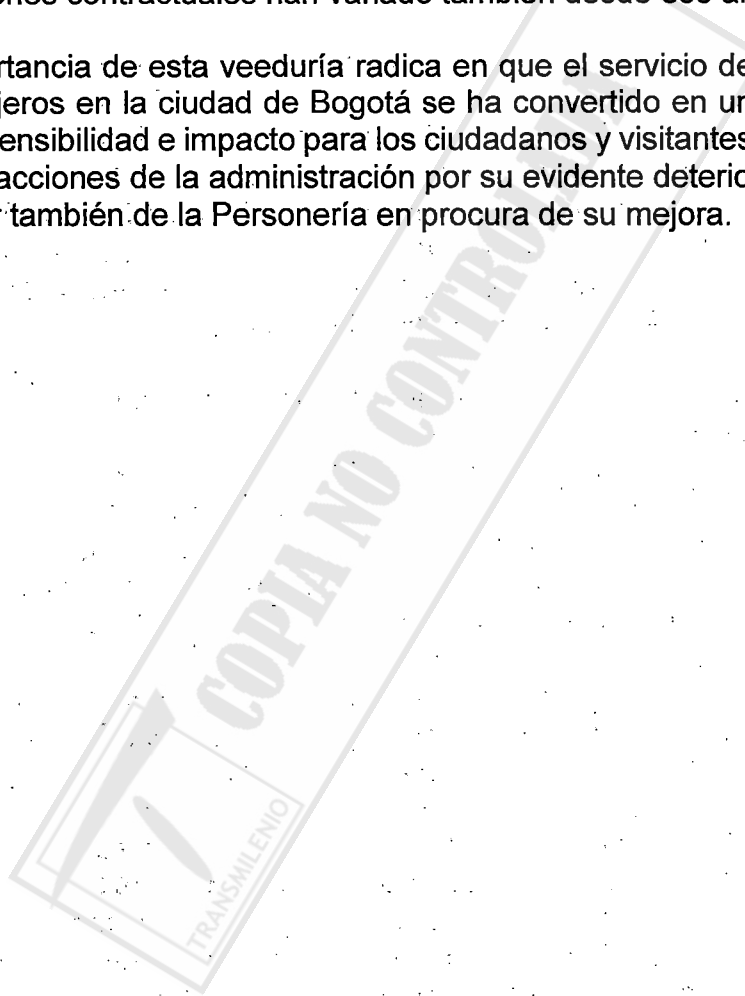 contractuales han variado también desde
rtancia de esta veeduría radica en que el servicio de
jeros en la ciudad de Bogotá se ha convertido en un
ensibilidad e impacto para los ciudadanos y visitantes
acciones de la administración por su evidente deterio
también de la Personería en procura de su mejora.
COPIA NO CONTROLADA
TRANSMILENIO